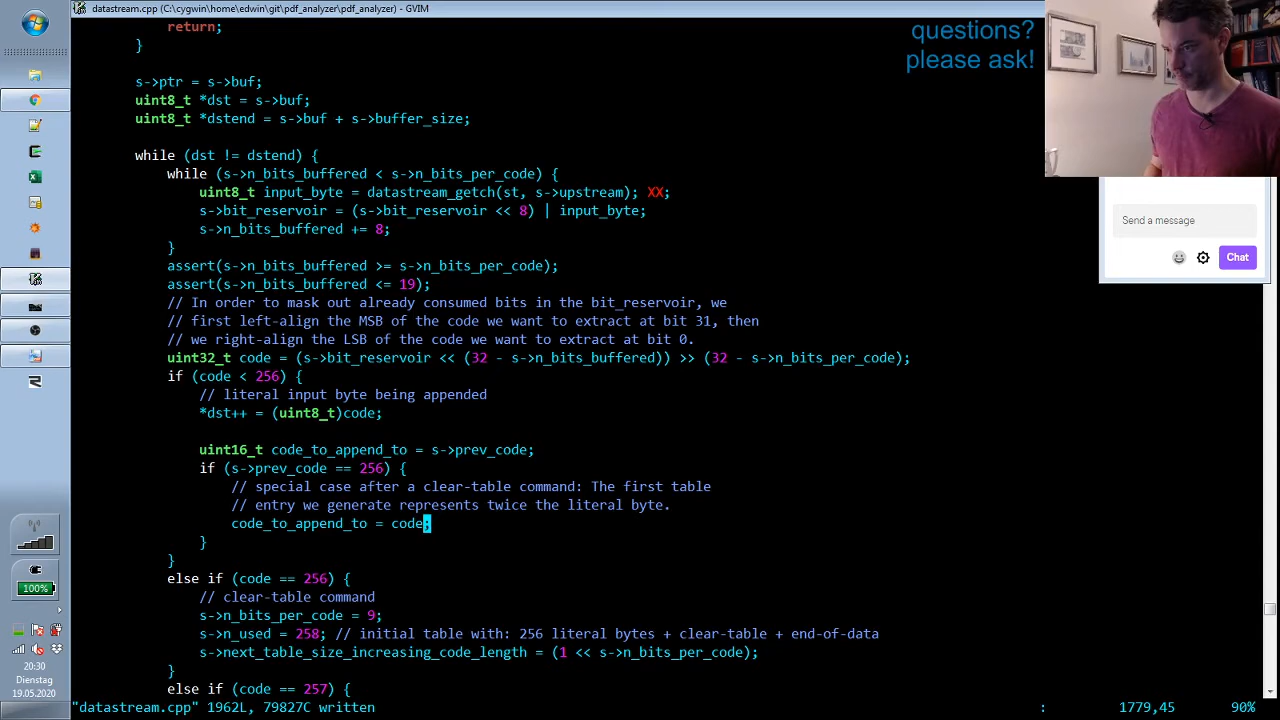 datastream.cpp (C:\cygwin\home\edwin\git\pdf_analyzer\pdf_analyzer) - GVIM
return;
}
questions?
please ask!
s->ptr = s->buf;
uint8_t *dst = s->buf;
uint8_t *dstend = s->buf + s->buffer_size;
while (dst != dstend) {
while (s->n_bits_buffered < s->n_bits_per_code) {
uint8_t input_byte = datastream_getch(st, s->upstream); XX;
s->bit_reservoir = (s->bit_reservoir << 8) | input_byte;
s->n_bits_buffered += 8;
}
assert(s->n_bits_buffered >= s->n_bits_per_code);
assert(s->n_bits_buffered <= 19);
// In order to mask out already consumed bits in the bit_reservoir, we
// first left-align the MSB of the code we want to extract at bit 31, then
// we right-align the LSB of the code we want to extract at bit 0.
uint32_t code = (s->bit_reservoir << (32 - s->n_bits_buffered)) >> (32 - s->n_bits_per_code);
if (code < 256) {
// literal input byte being appended
*dst++ = (uint8_t)code;
uint16_t code_to_append_to = s->prev_code;
if (s->prev_code == 256) {
// special case after a clear-table command: The first table
// entry we generate represents twice the literal byte.
code_to_append_to = code;
}
}
else if (code == 256) {
// clear-table command
s->n_bits_per_code = 9;
s->n_used = 258; // initial table with: 256 literal bytes + clear-table + end-of-data
s->next_table_size_increasing_code_length = (1 << s->n_bits_per_code);
}
else if (code == 257) {
"datastream.cpp" 1962L, 79827C written
:
1779,45
90%
Send a message
Chat
100%
20:30
Dienstag
19.05.2020